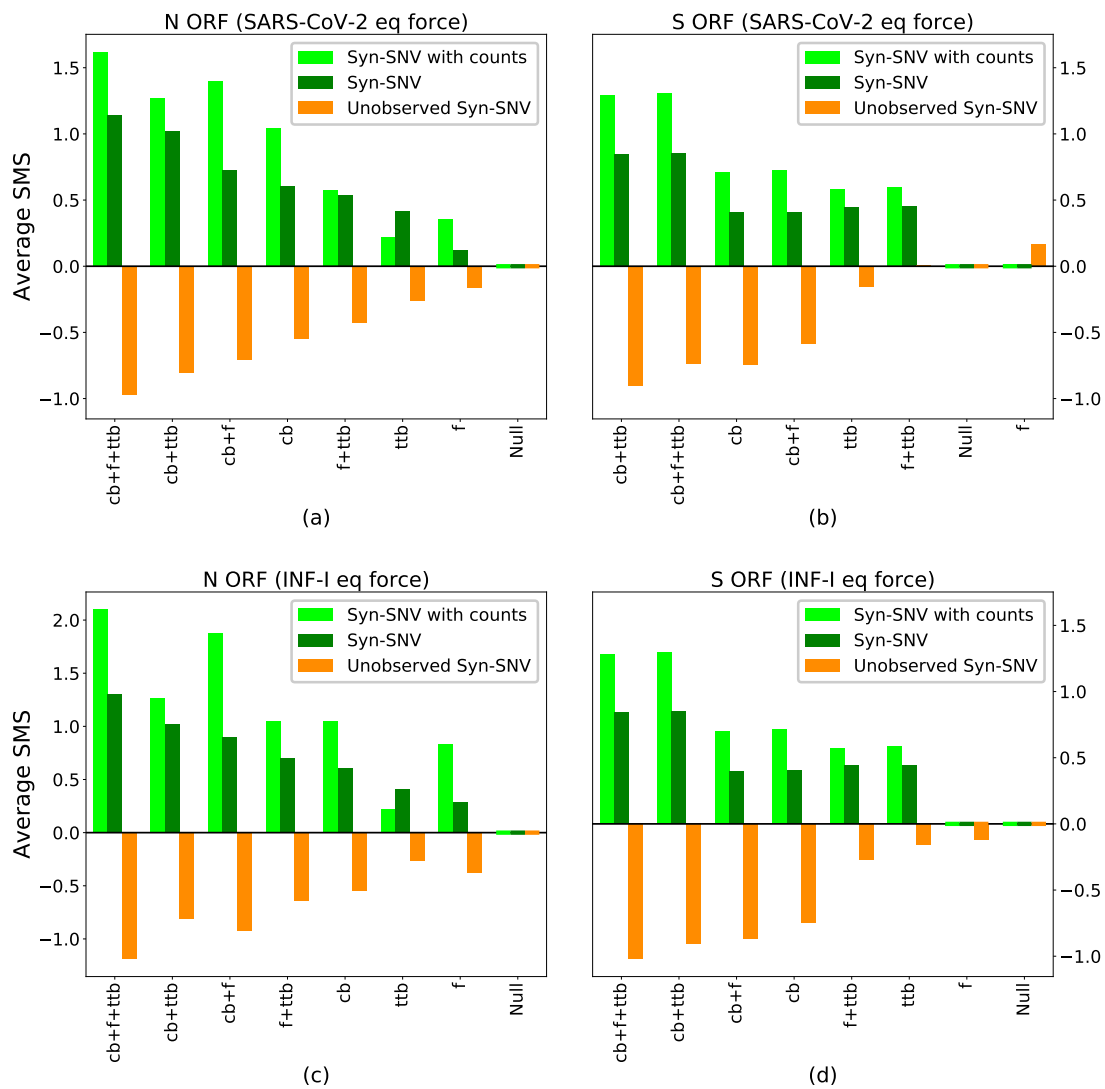 N ORF (SARS-CoV-2 eq force)
Syn-SNV with counts
Syn-SNV
Unobserved Syn-SNV
Average SMS
1.5
1.0
0.5
0.0
−0.5
−1.0
cb+f+ttb
cb+ttb
cb+f
cb
f+ttb
ttb
f
Null
(a)
S ORF (SARS-CoV-2 eq force)
Syn-SNV with counts
Syn-SNV
Unobserved Syn-SNV
1.5
1.0
0.5
0.0
−0.5
−1.0
cb+ttb
cb+f+ttb
cb
cb+f
ttb
f+ttb
Null
f
(b)
N ORF (INF-I eq force)
Syn-SNV with counts
Syn-SNV
Unobserved Syn-SNV
Average SMS
2.0
1.5
1.0
0.5
0.0
−0.5
−1.0
cb+f+ttb
cb+ttb
cb+f
f+ttb
cb
ttb
f
Null
(c)
S ORF (INF-I eq force)
Syn-SNV with counts
Syn-SNV
Unobserved Syn-SNV
1.5
1.0
0.5
0.0
−0.5
−1.0
cb+f+ttb
cb+ttb
cb+f
cb
f+ttb
ttb
f
Null
(d)